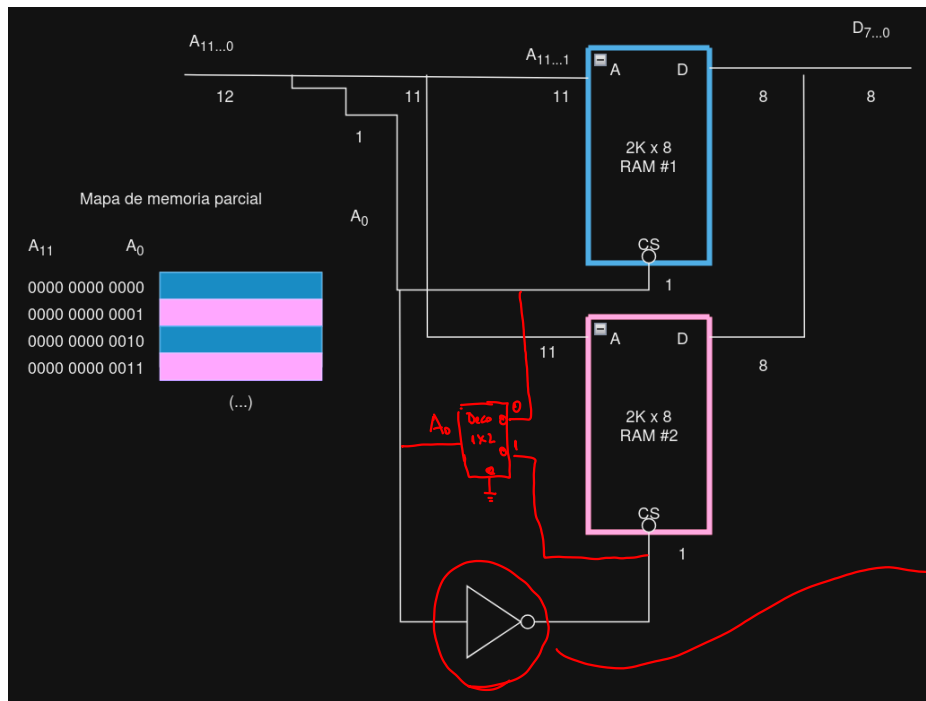 A11...0
A11...1
D7...0
A D
12
11
11
8
8
1
2K x 8
RAM #1
Mapa de memoria parcial
A0
CS
A11 A0
1
0000 0000 0000
0000 0000 0001
0000 0000 0010
0000 0000 0011
(...)
A D
11
8
A0
Deco
1x2
0
1
2K x 8
RAM #2
CS
1